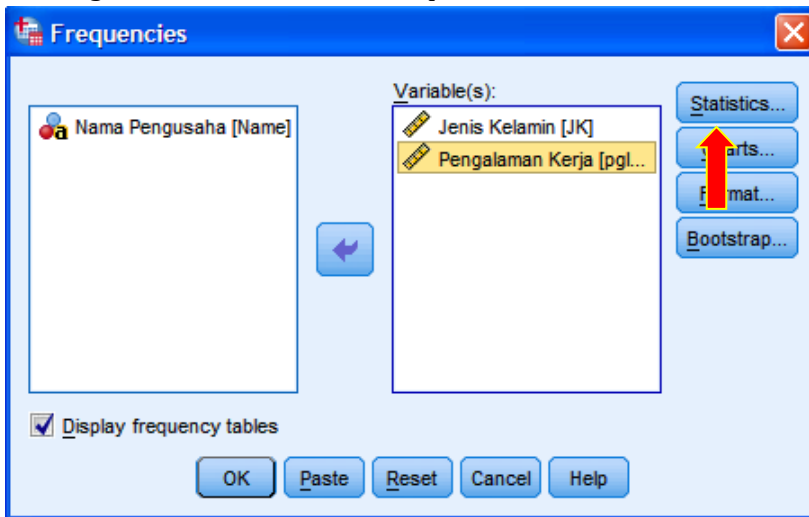 Frequencies
Variable(s):
Nama Pengusaha [Name]
Jenis Kelamin [JK]
Pengalaman Kerja [pgl...
Statistics...
Bootstrap...
Display frequency tables
OK
Paste
Reset
Cancel
Help